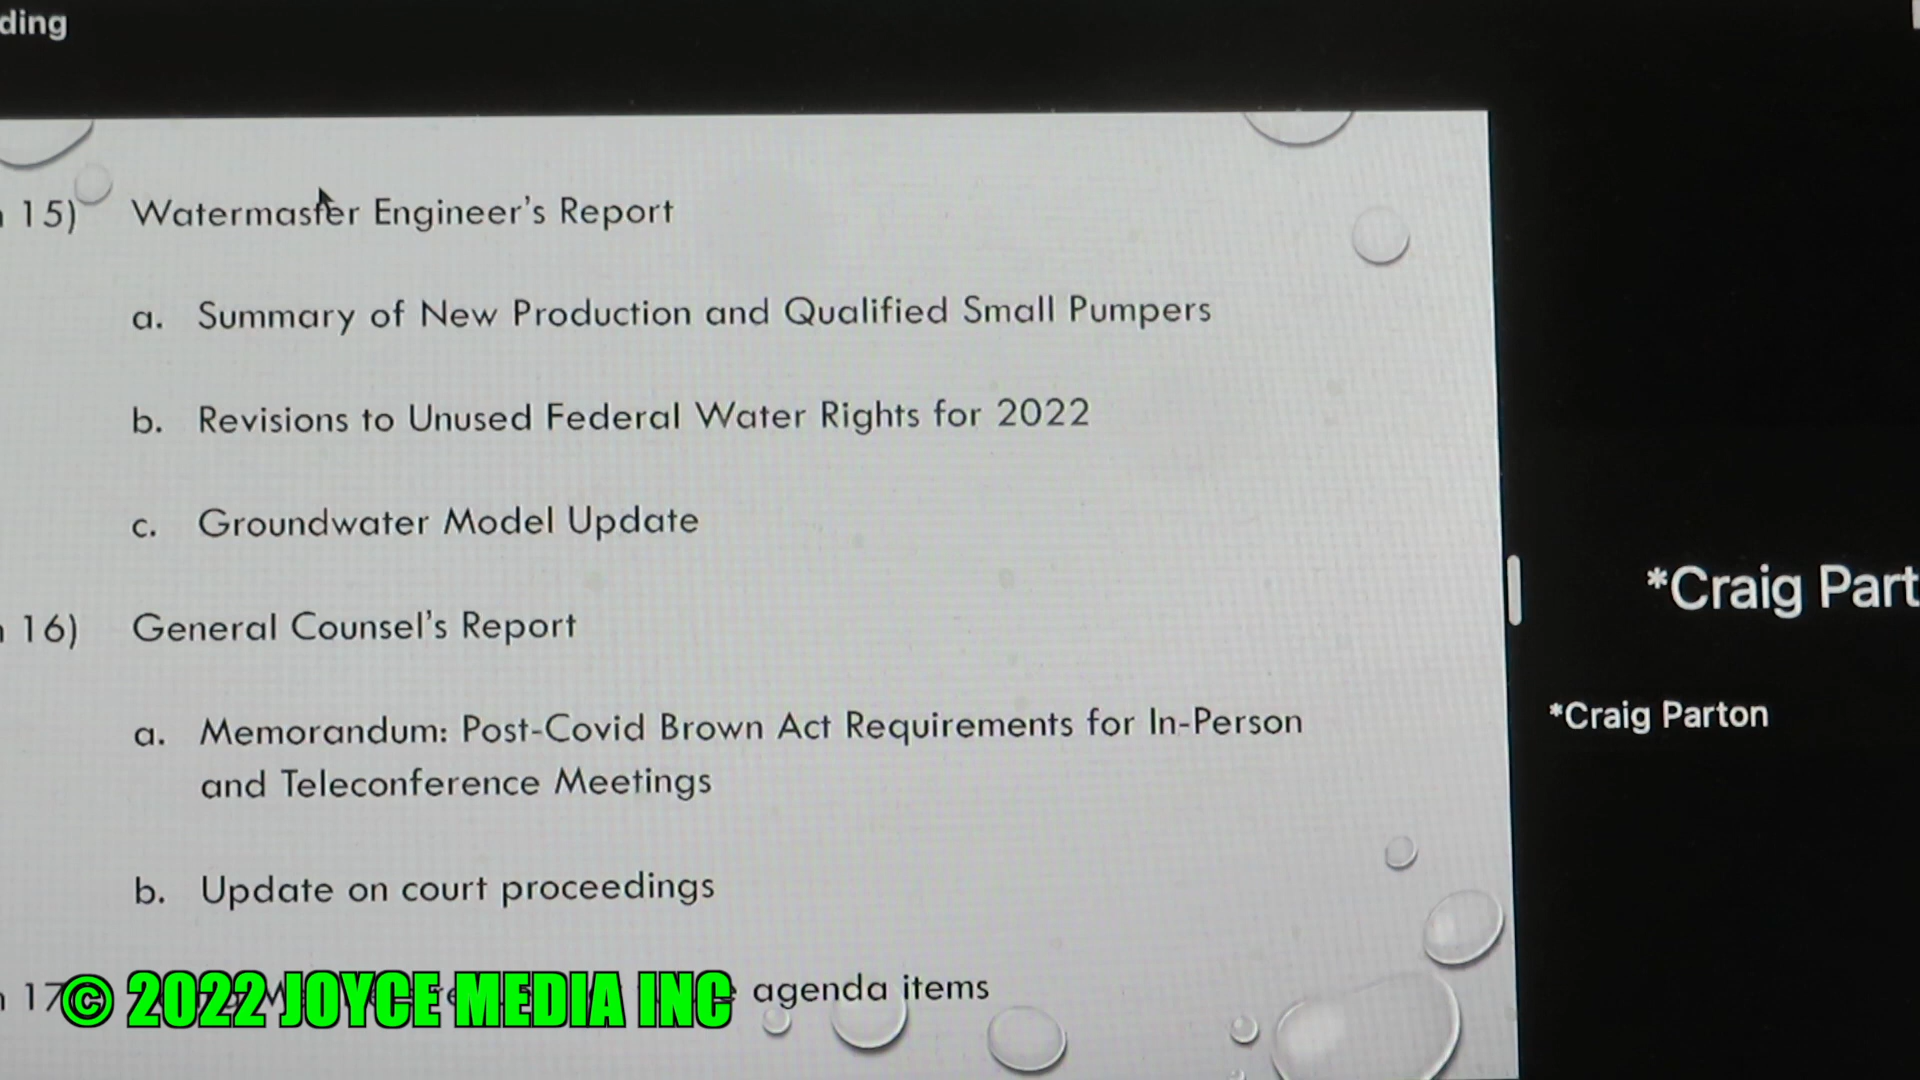 ding
15) Watermaster Engineer's Report
a. Summary of New Production and Qualified Small Pumpers
b. Revisions to Unused Federal Water Rights for 2022
c. Groundwater Model Update
16) General Counsel's Report
*Craig Part
a. Memorandum: Post-Covid Brown Act Requirements for In-Person
and Teleconference Meetings
*Craig Parton
b. Update on court proceedings
17 agenda items
© 2022 JOYCE MEDIA INC